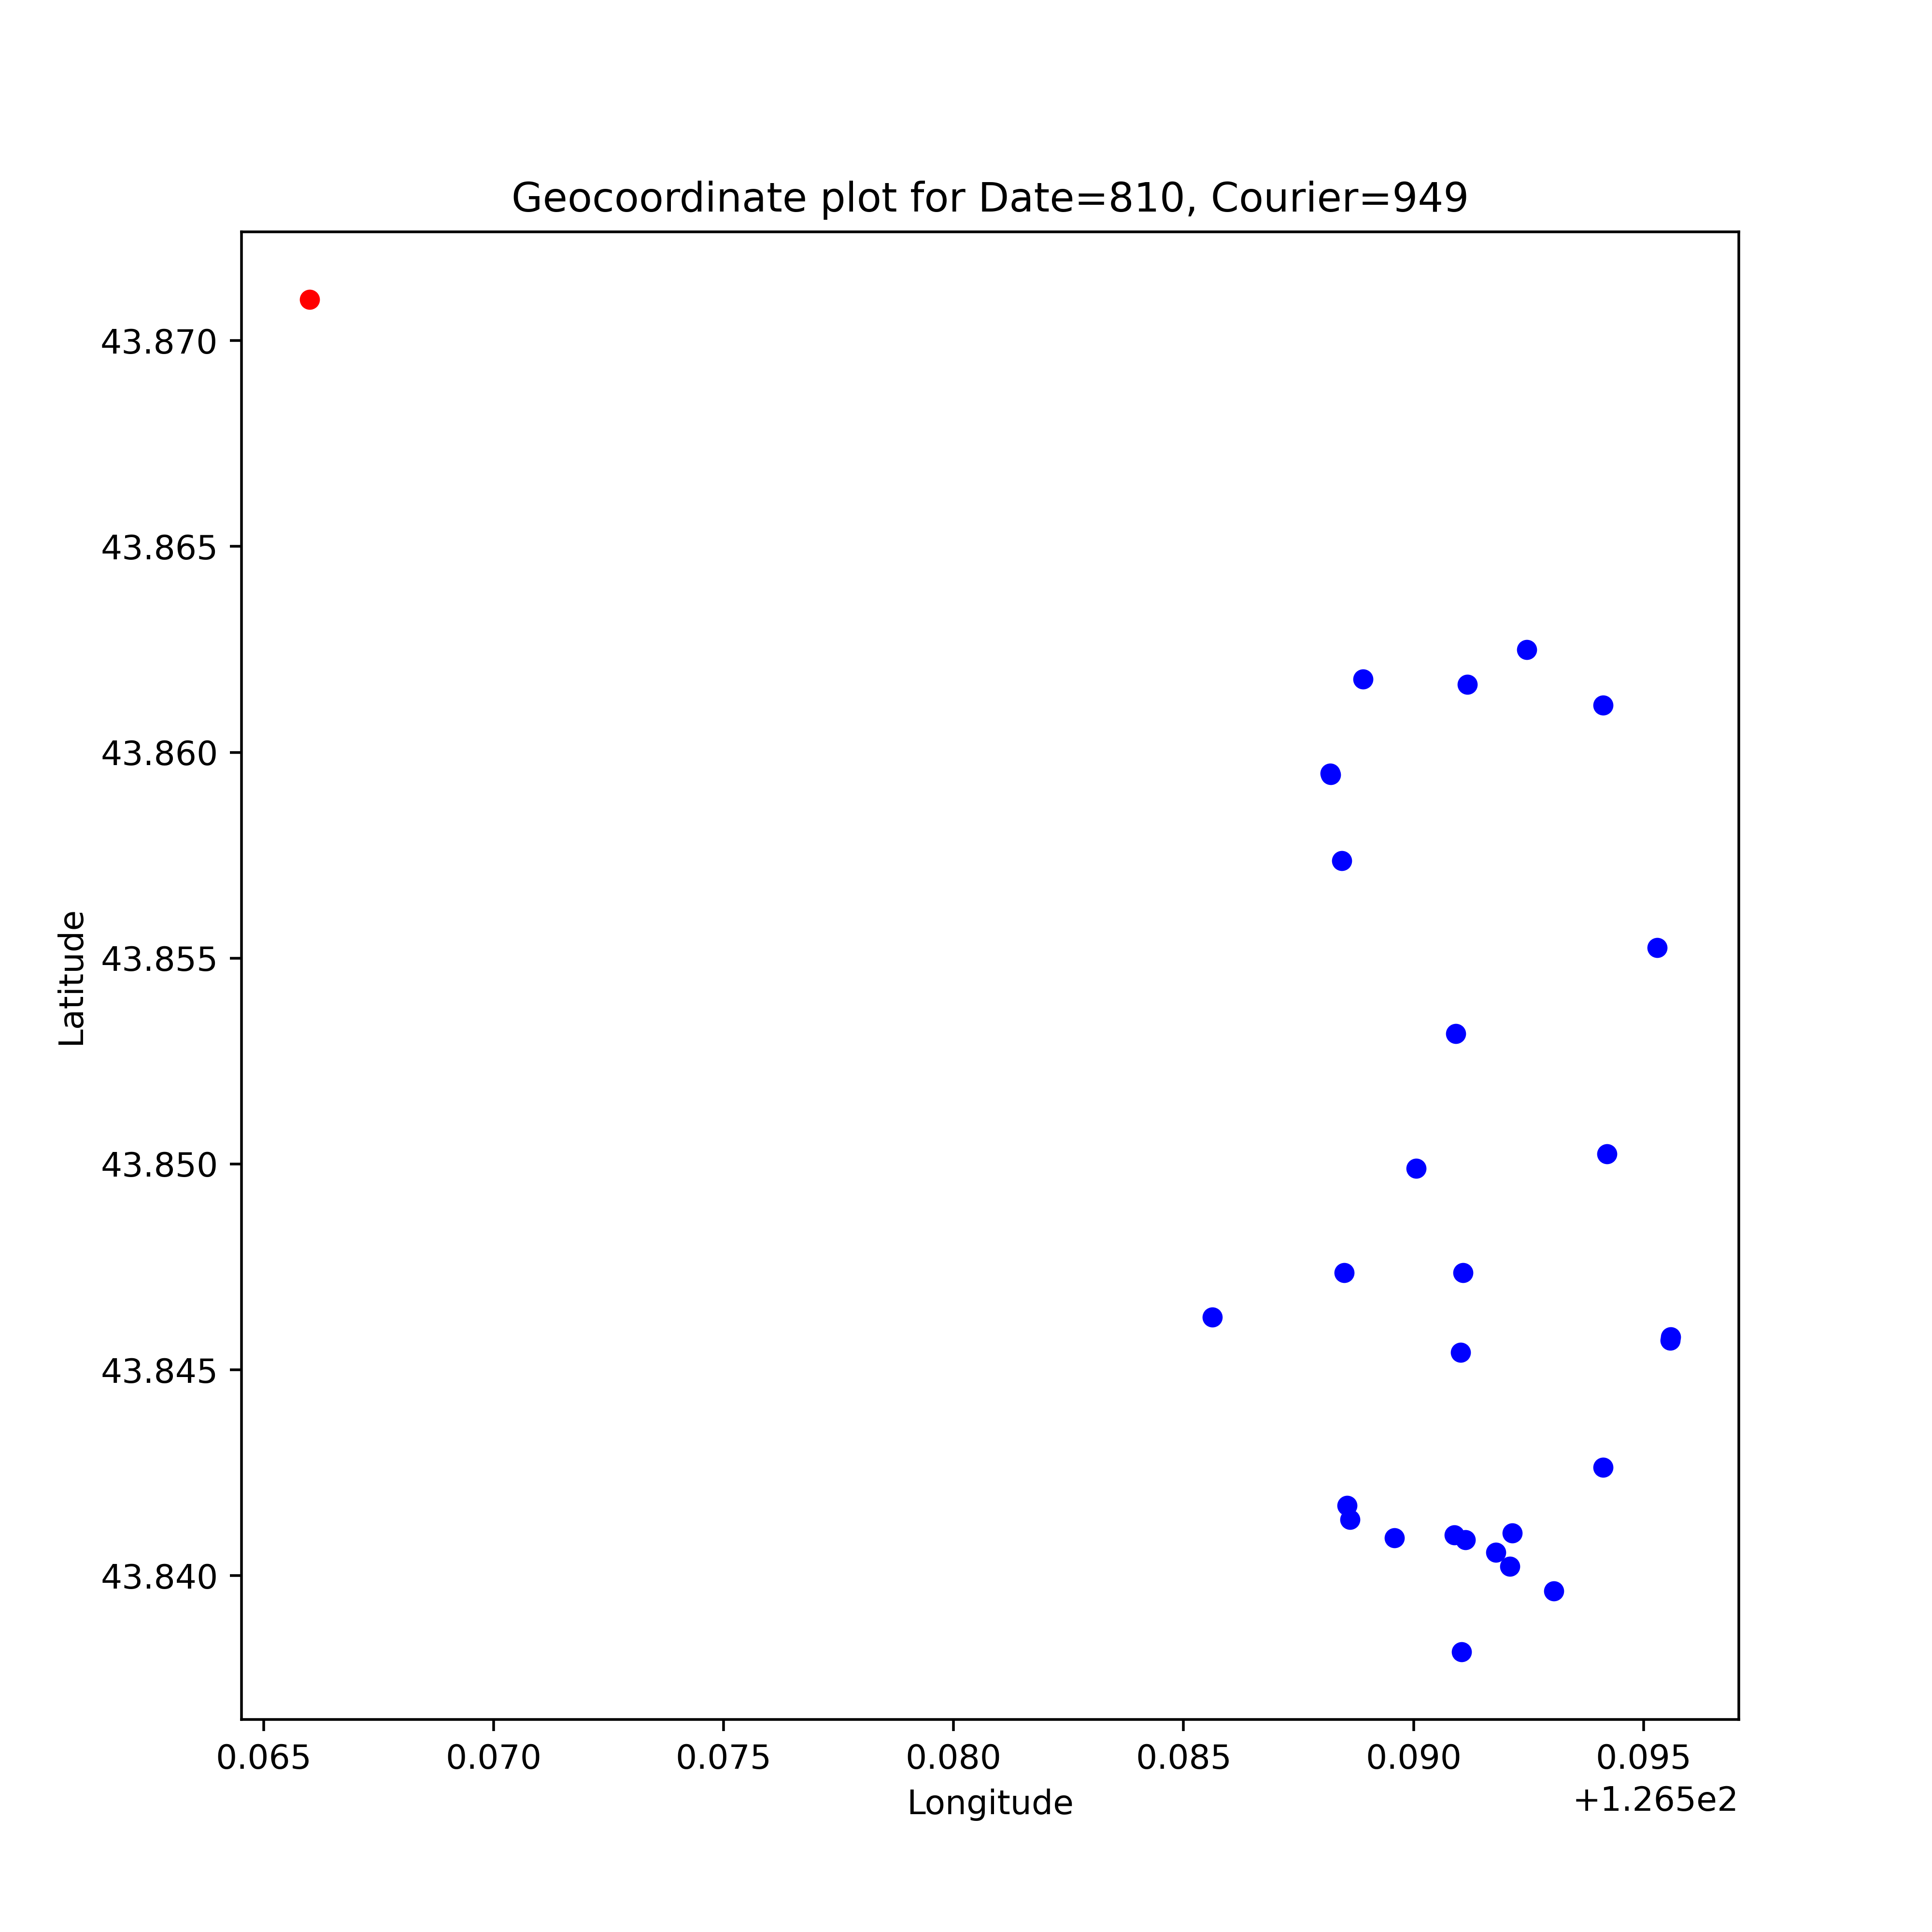 Geocoordinate plot for Date=810, Courier=949
43.870
43.865
43.860
43.855
43.850
43.845
43.840
Latitude
0.065 0.070 0.075 0.080 0.085 0.090 0.095
+1.265e2
Longitude